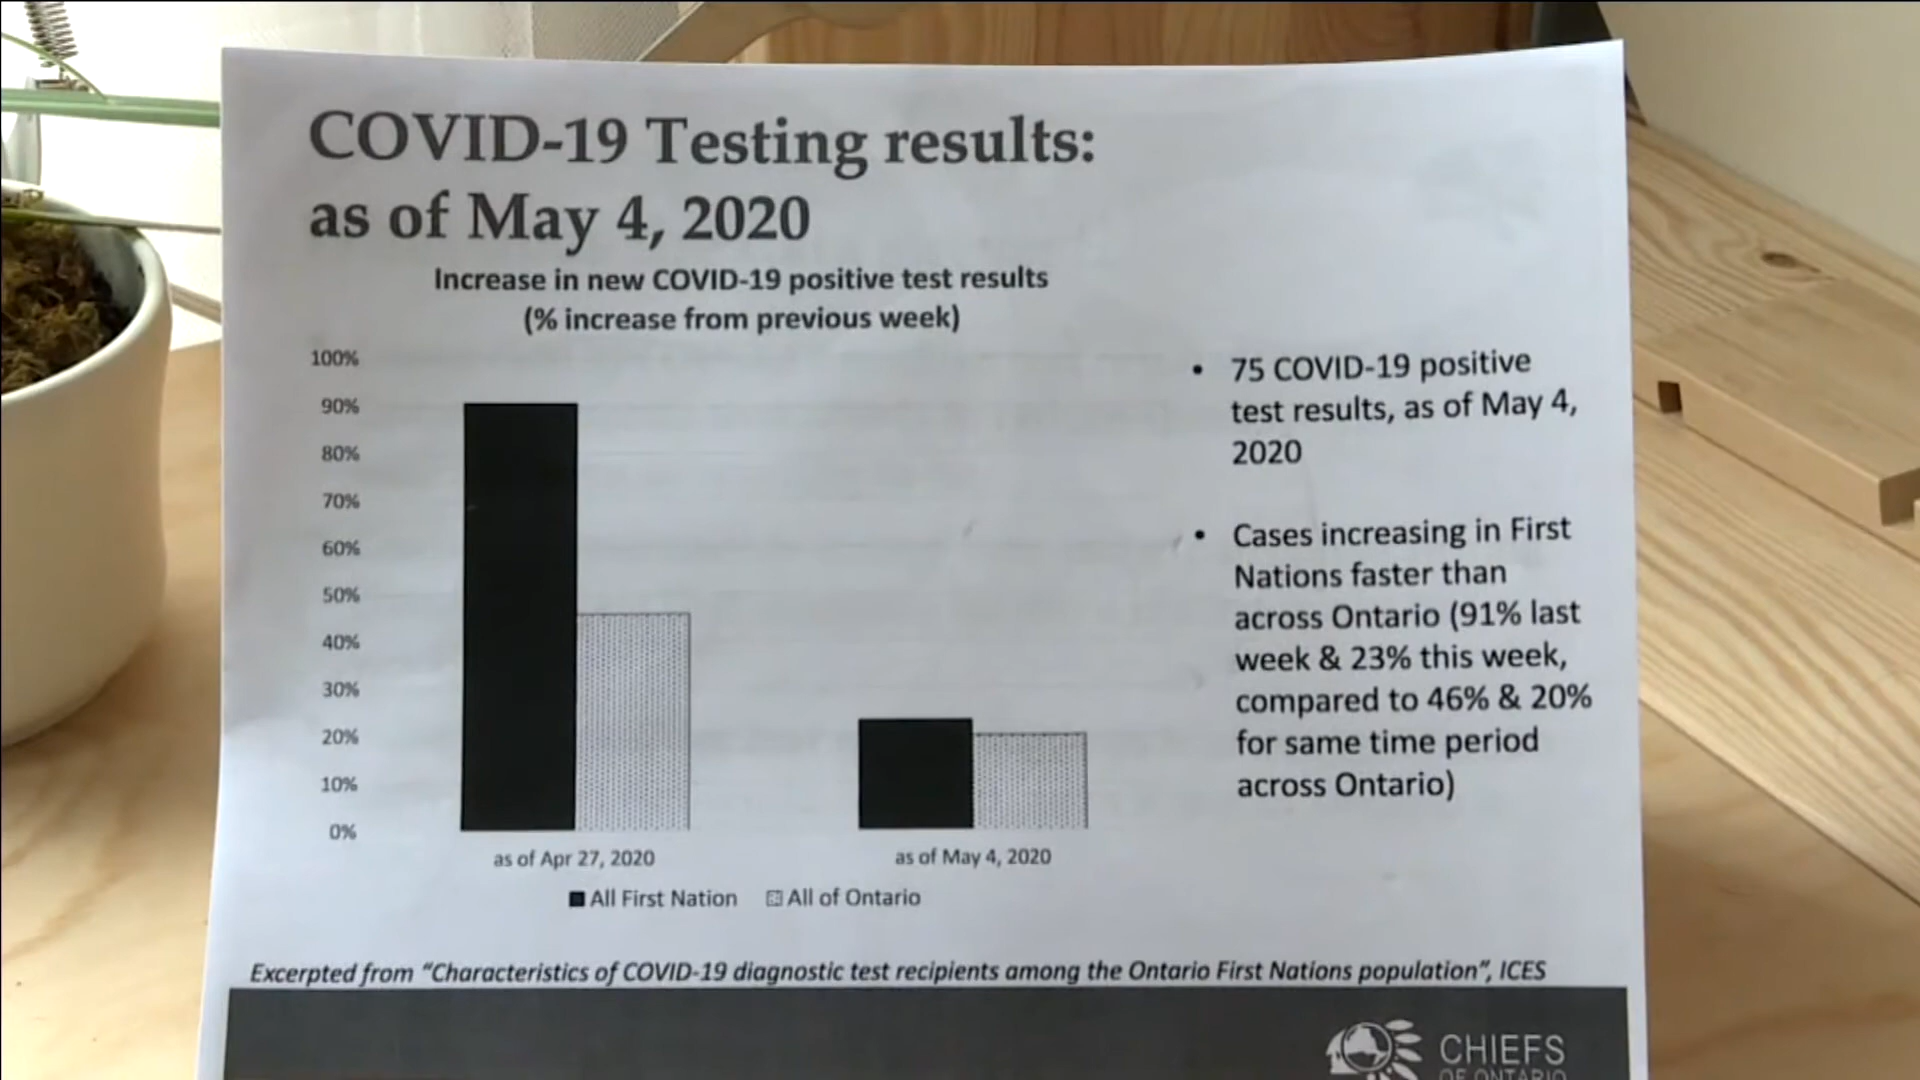 COVID-19 Testing results:
as of May 4, 2020
Increase in new COVID-19 positive test results
(% increase from previous week)
100%
90%
80%
70%
60%
50%
40%
30%
20%
10%
0%
as of Apr 27, 2020
as of May 4, 2020
All First Nation
All of Ontario
• 75 COVID-19 positive
test results, as of May 4,
2020
• Cases increasing in First
Nations faster than
across Ontario (91% last
week & 23% this week,
compared to 46% & 20%
for same time period
across Ontario)
Excerpted from “Characteristics of COVID-19 diagnostic test recipients among the Ontario First Nations population”, ICES
CHIEFS
OF ONTARIO